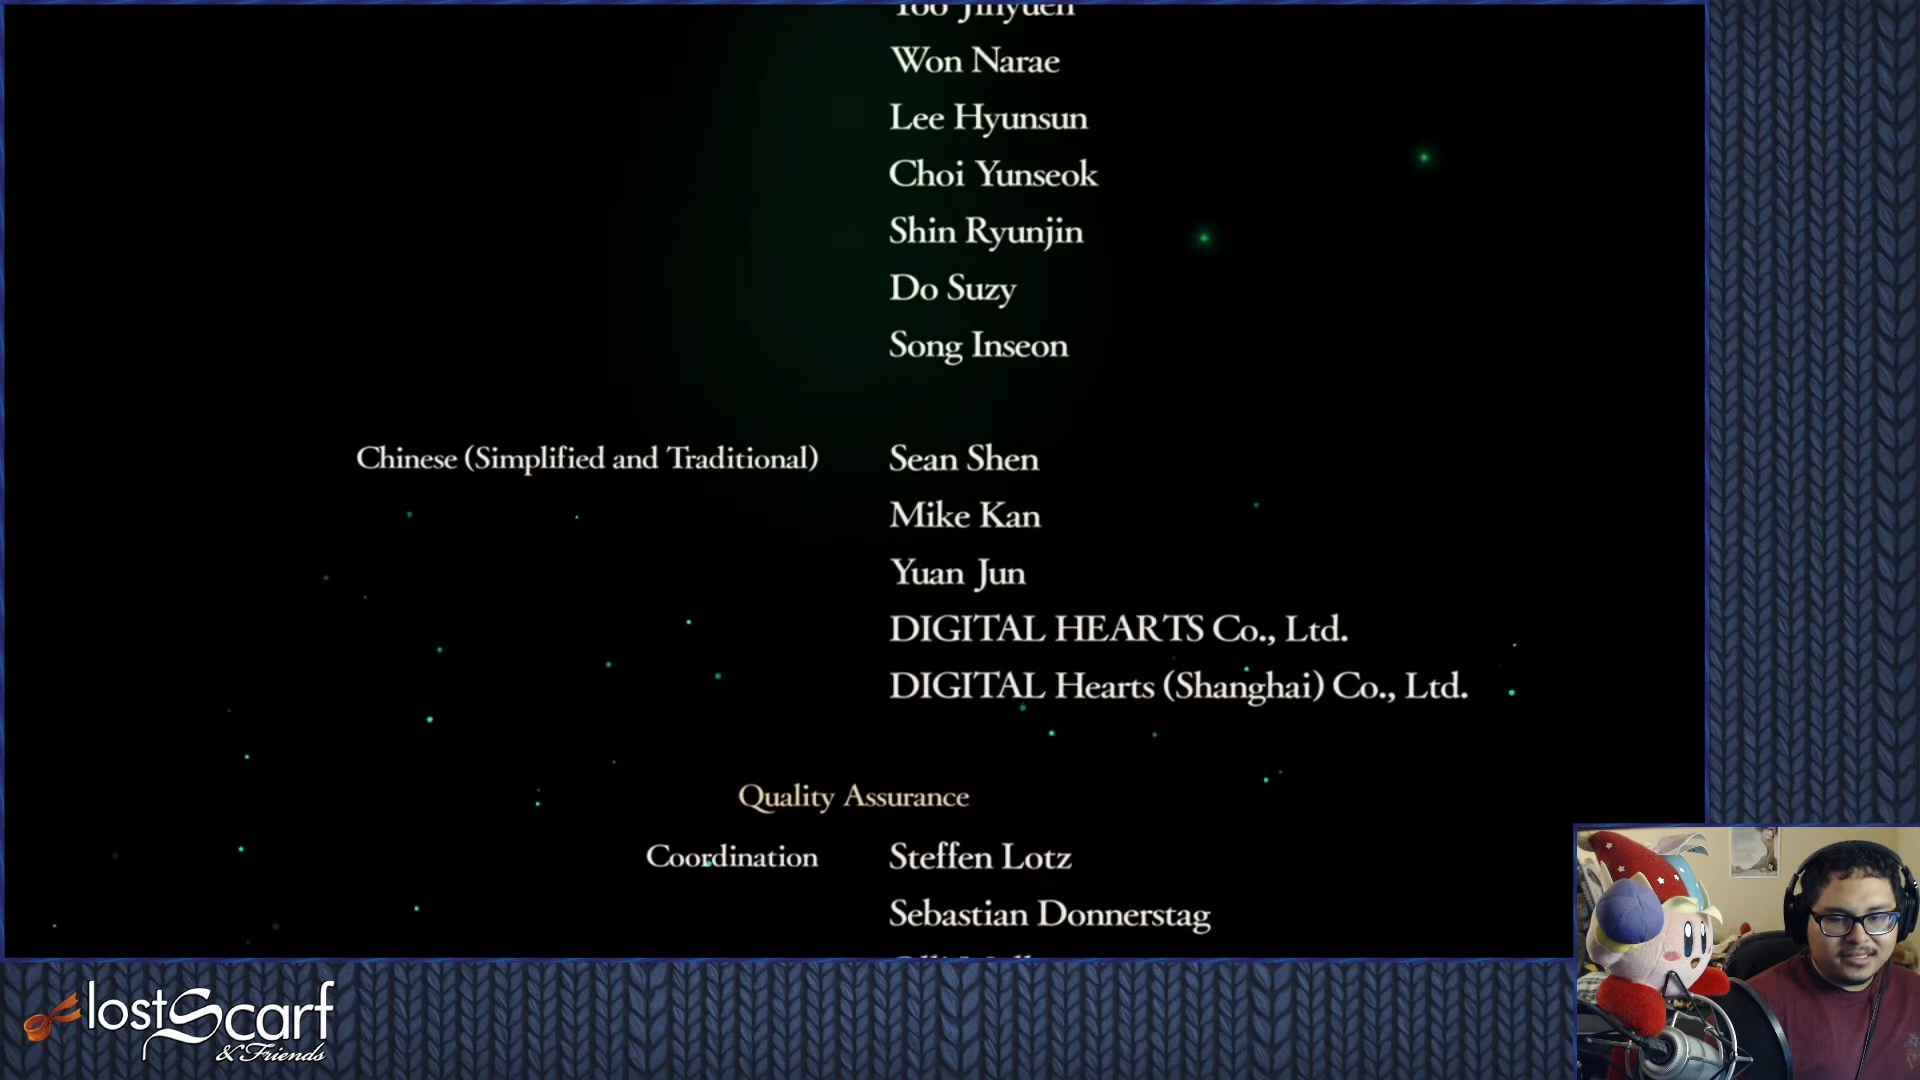 Won Narae
Lee Hyunsun
Choi Yunseok
Shin Ryunjin
Do Suzy
Song Inseon
Chinese (Simplified and Traditional) Sean Shen
Mike Kan
Yuan Jun
DIGITAL HEARTS Co., Ltd.
DIGITAL Hearts (Shanghai) Co., Ltd.
Quality Assurance
Coordination Steffen Lotz
Sebastian Donnerstag
lostScarf
& Friends